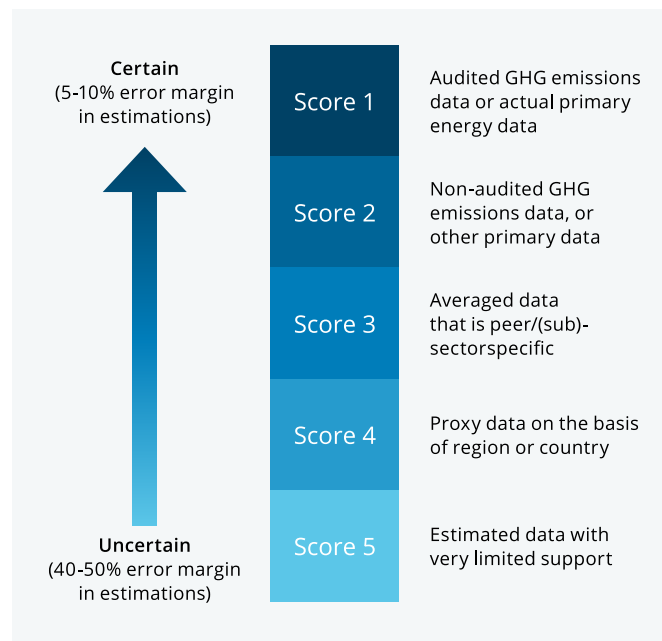 Certain
(5-10% error margin
in estimations)
Score 1
Audited GHG emissions
data or actual primary
energy data
Score 2
Non-audited GHG
emissions data, or
other primary data
Score 3
Averaged data
that is peer/(sub)-
sectorspecific
Score 4
Proxy data on the basis
of region or country
Uncertain
(40-50% error margin
in estimations)
Score 5
Estimated data with
very limited support